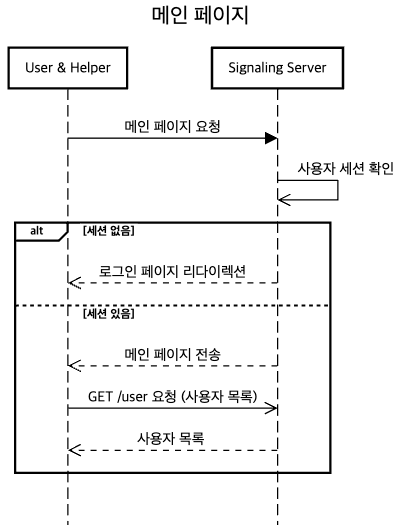 메인 페이지
User & Helper
Signaling Server
메인 페이지 요청
사용자 세션 확인
alt
[세션 없음]
로그인 페이지 리다이렉션
[세션 있음]
메인 페이지 전송
GET /user 요청 (사용자 목록)
사용자 목록